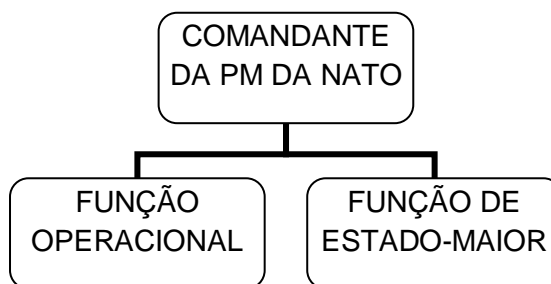 COMANDANTE
DA PM DA NATO
FUNÇÃO
OPERACIONAL
FUNÇÃO DE
ESTADO-MAIOR